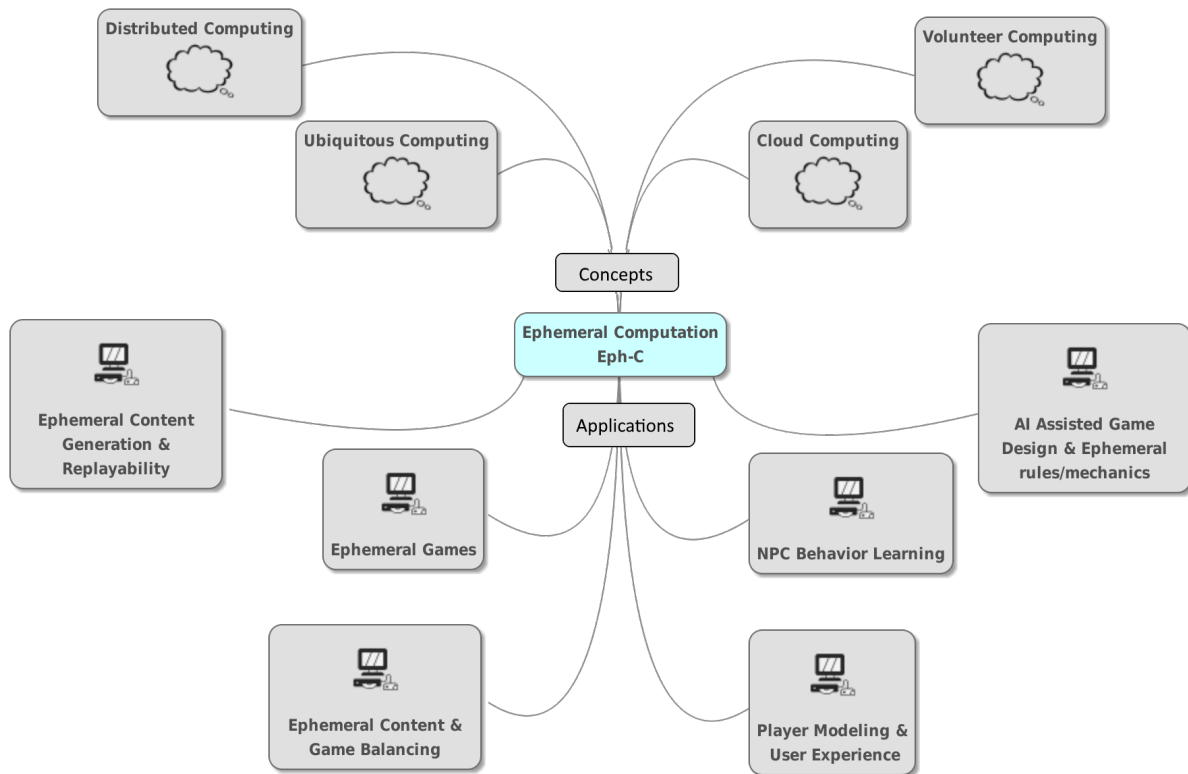 Distributed Computing
Volunteer Computing
Ubiquitous Computing
Cloud Computing
Concepts
Ephemeral Computation
Eph-C
Applications
Ephemeral Content
Generation &
Replayability
AI Assisted Game
Design & Ephemeral
rules/mechanics
Ephemeral Games
NPC Behavior Learning
Ephemeral Content &
Game Balancing
Player Modeling &
User Experience